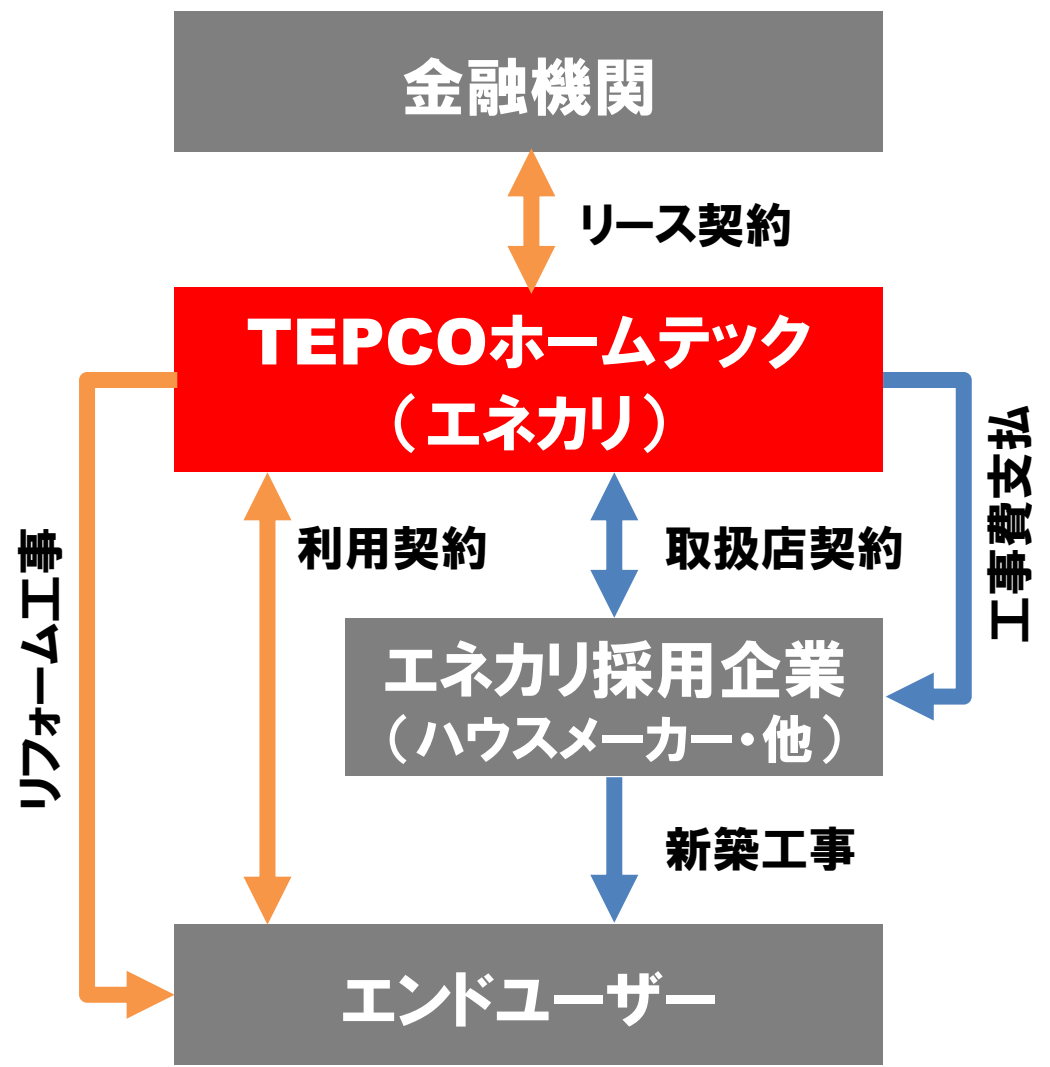 金融機関
リース契約
TEPCOホームテック
（エネカリ）
利用契約
取扱店契約
工事費支払
リフォーム工事
エネカリ採用企業
（ハウスメーカー・他）
新築工事
エンドユーザー